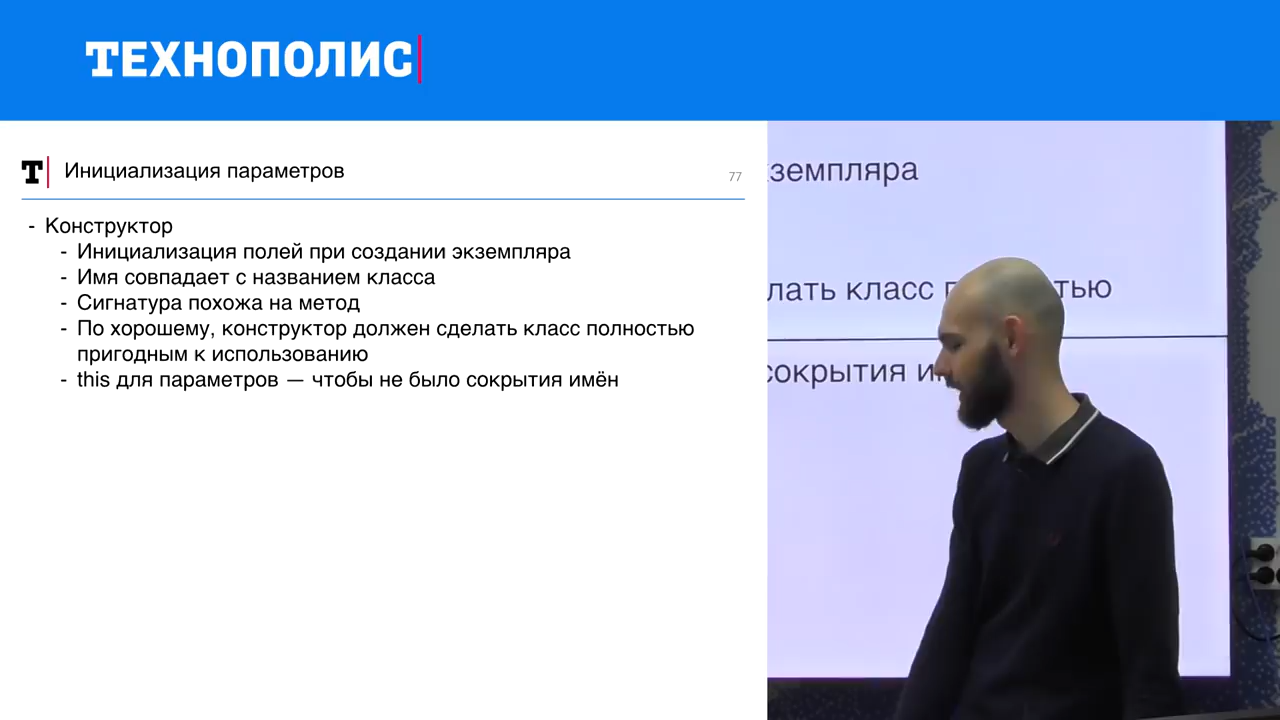 ТЕХНОПОЛИС
Т Инициализация параметров
77
- Конструктор
- Инициализация полей при создании экземпляра
- Имя совпадает с названием класса
- Сигнатура похожа на метод
- По хорошему, конструктор должен сделать класс полностью
пригодным к использованию
- this для параметров — чтобы не было сокрытия имён
земпляра
лать класс тью
сокрытия